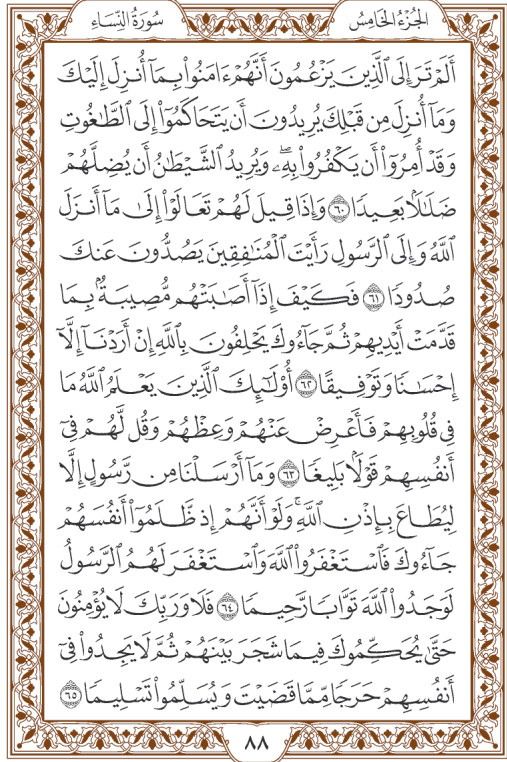 الجُزْءُ الخَامِسُ
سُورَةُ النِّسَاءِ
أَلَمْ تَرَ إِلَى ٱلَّذِينَ يَزْعُمُونَ أَنَّهُمْ ءَامَنُوا۟ بِمَآ أُنزِلَ إِلَيْكَ
وَمَآ أُنزِلَ مِن قَبْلِكَ يُرِيدُونَ أَن يَتَحَاكَمُوٓا۟ إِلَى ٱلطَّـٰغُوتِ
وَقَدْ أُمِرُوٓا۟ أَن يَكْفُرُوا۟ بِهِۦۖ وَيُرِيدُ ٱلشَّيْطَـٰنُ أَن يُضِلَّهُمْ
ضَلَـٰلًۢا بَعِيدًا ٦٠ وَإِذَا قِيلَ لَهُمْ تَعَالَوْا۟ إِلَىٰ مَآ أَنزَلَ
ٱللَّهُ وَإِلَى ٱلرَّسُولِ رَأَيْتَ ٱلْمُنَـٰفِقِينَ يَصُدُّونَ عَنكَ
صُدُودًا ٦١ فَكَيْفَ إِذَآ أَصَـٰبَتْهُم مُّصِيبَةٌۢ بِمَا
قَدَّمَتْ أَيْدِيهِمْ ثُمَّ جَآءُوكَ يَحْلِفُونَ بِٱللَّهِ إِنْ أَرَدْنَآ إِلَّآ
إِحْسَـٰنًا وَتَوْفِيقًا ٦٢ أُو۟لَـٰٓئِكَ ٱلَّذِينَ يَعْلَمُ ٱللَّهُ مَا
فِى قُلُوبِهِمْ فَأَعْرِضْ عَنْهُمْ وَعِظْهُمْ وَقُل لَّهُمْ فِىٓ
أَنفُسِهِمْ قَوْلًۢا بَلِيغًا ٦٣ وَمَآ أَرْسَلْنَا مِن رَّسُولٍ إِلَّا
لِيُطَاعَ بِإِذْنِ ٱللَّهِۚ وَلَوْ أَنَّهُمْ إِذ ظَّلَمُوٓا۟ أَنفُسَهُمْ
جَآءُوكَ فَٱسْتَغْفَرُوا۟ ٱللَّهَ وَٱسْتَغْفَرَ لَهُمُ ٱلرَّسُولُ
لَوَجَدُوا۟ ٱللَّهَ تَوَّابًا رَّحِيمًا ٦٤ فَلَا وَرَبِّكَ لَا يُؤْمِنُونَ
حَتَّىٰ يُحَكِّمُوكَ فِيمَا شَجَرَ بَيْنَهُمْ ثُمَّ لَا يَجِدُوا۟ فِىٓ
أَنفُسِهِمْ حَرَجًا مِّمَّا قَضَيْتَ وَيُسَلِّمُوا۟ تَسْلِيمًا ٦٥
٨٨